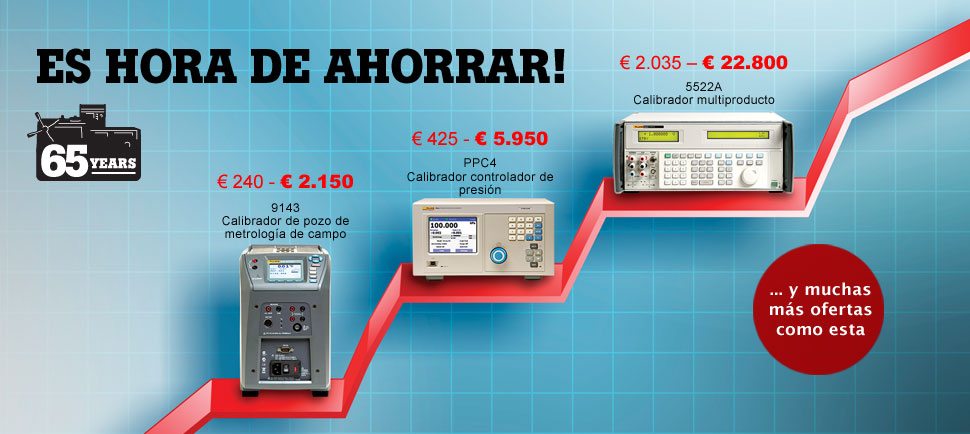 ES HORA DE AHORRAR!
65 YEARS
€ 240 - € 2.150
9143
Calibrador de pozo de
metrología de campo
€ 425 - € 5.950
PPC4
Calibrador controlador de
presión
100.000
€ 2.035 – € 22.800
5522A
Calibrador multiproducto
... y muchas
más ofertas
como esta